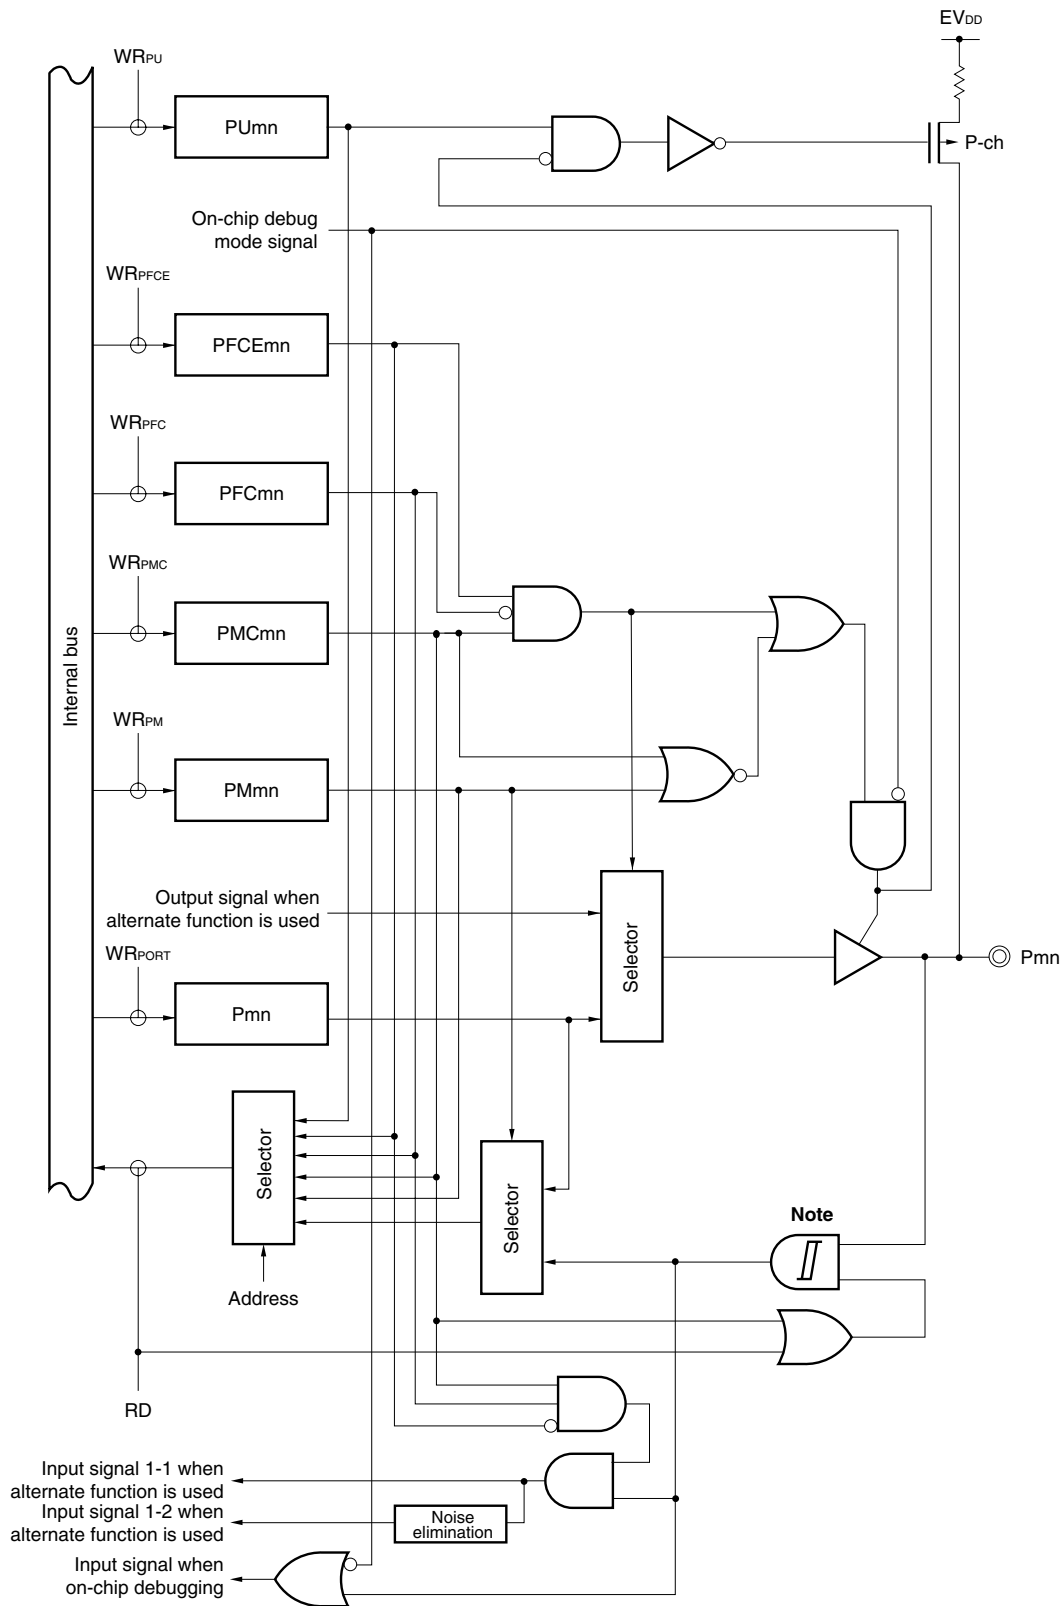 EVDD
WRPU
PUmn
P-ch
On-chip debug
mode signal
WRPFCE
PFCEmn
WRPFC
PFCmn
WRPMC
PMCmn
Internal bus
WRPM
PMmn
Output signal when
alternate function is used
Selector
WRPORT
Pmn
Pmn
Selector
Selector
Note
Address
RD
Input signal 1-1 when
alternate function is used
Input signal 1-2 when
alternate function is used
Noise
elimination
Input signal when
on-chip debugging